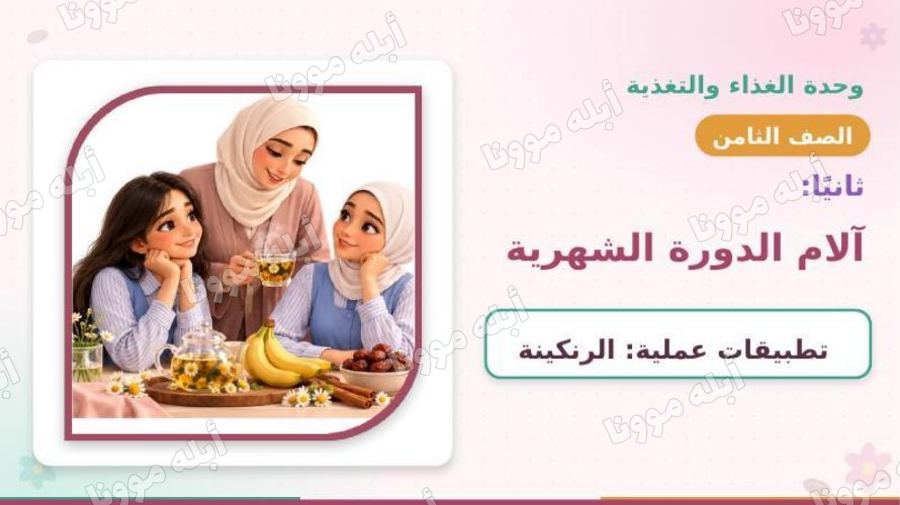 وحدة الغذاء والتغذية
الصف الثامن
ثانيًا:
آلام الدورة الشهرية
تطبيقات عملية: الرنكينة
أبله موونا